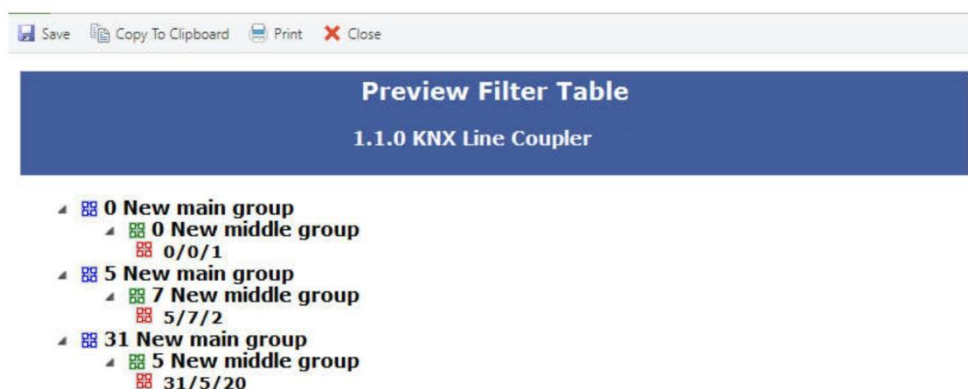 Save Copy To Clipboard Print Close
Preview Filter Table
1.1.0 KNX Line Coupler
0 New main group
0 New middle group
0/0/1
5 New main group
7 New middle group
5/7/2
31 New main group
5 New middle group
31/5/20